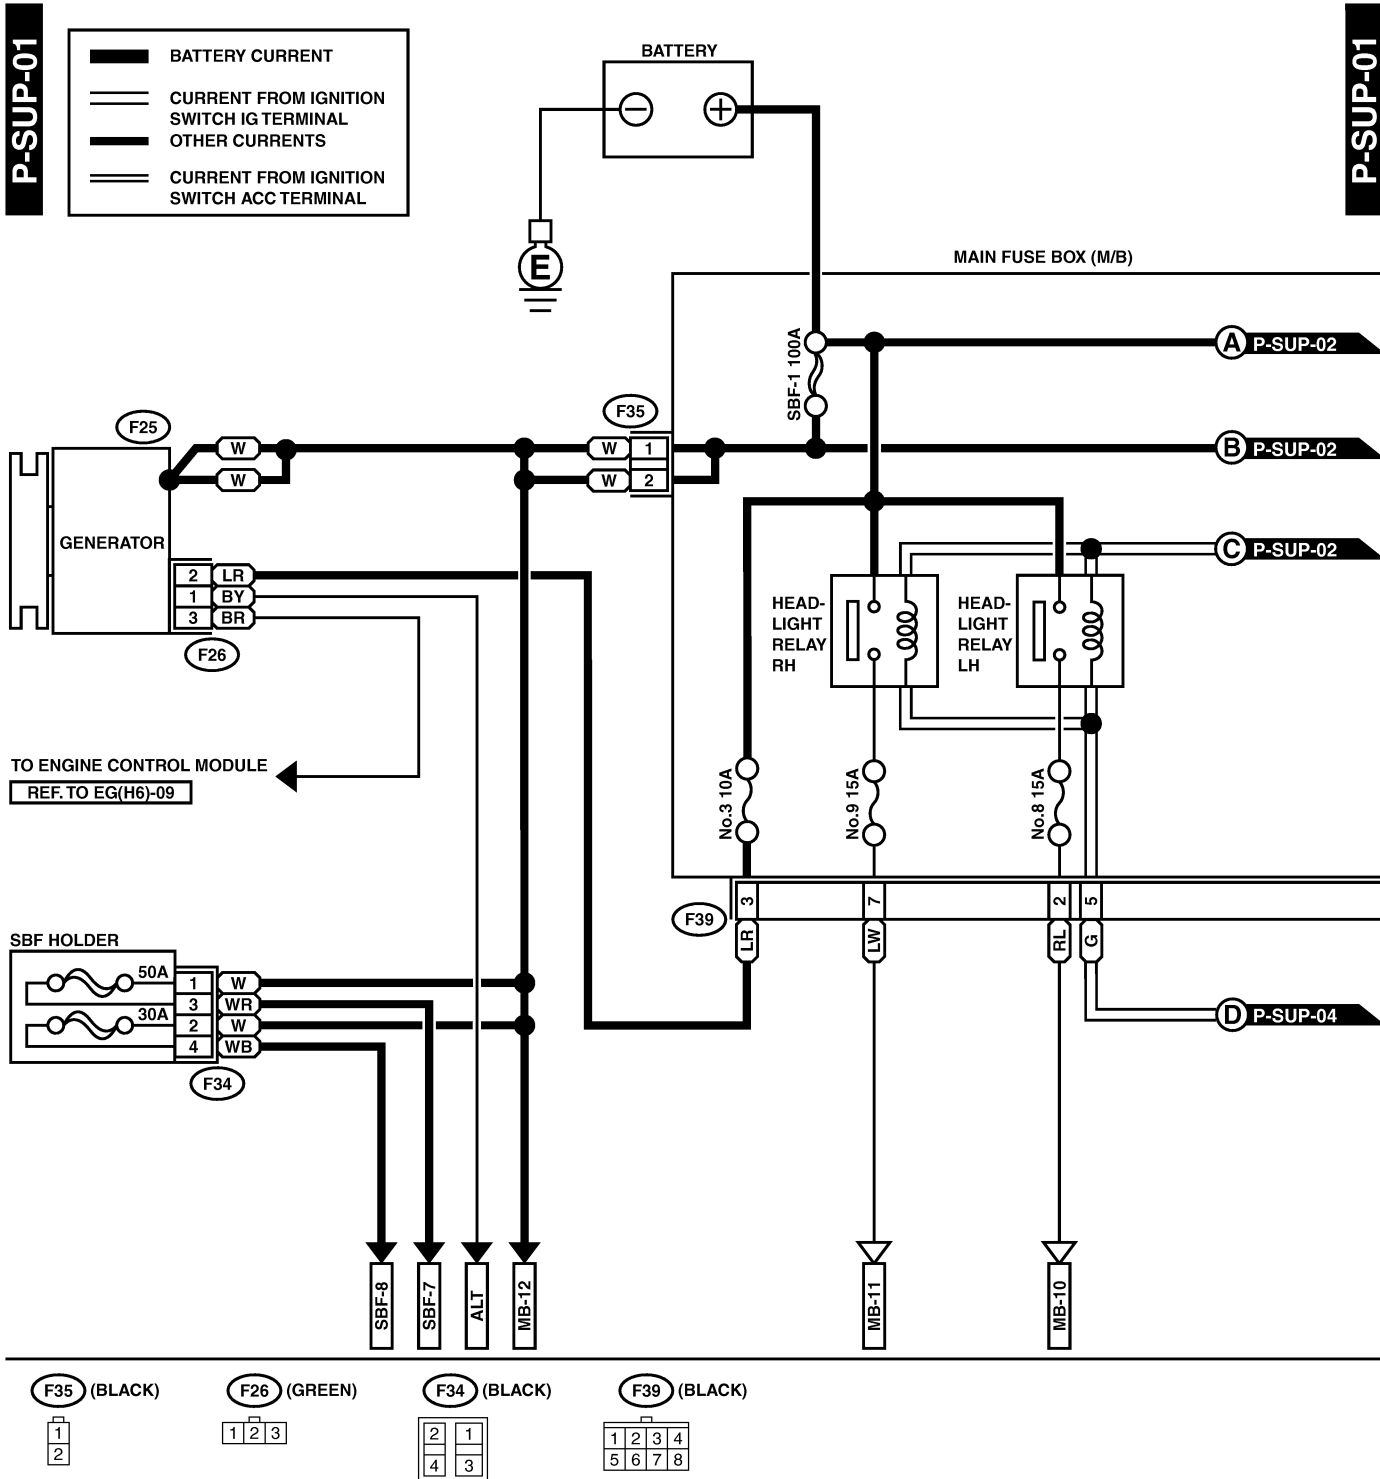 P-SUP-01
P-SUP-01
BATTERY CURRENT
CURRENT FROM IGNITION
SWITCH IG TERMINAL
OTHER CURRENTS
CURRENT FROM IGNITION
SWITCH ACC TERMINAL
BATTERY
−
+
E
MAIN FUSE BOX (M/B)
SBF-1 100A
A P-SUP-02
F35
F25
W
W
W 1
W 2
B P-SUP-02
GENERATOR
2 LR
1 BY
3 BR
F26
C P-SUP-02
HEAD-
LIGHT
RELAY
RH
HEAD-
LIGHT
RELAY
LH
TO ENGINE CONTROL MODULE
REF. TO EG(H6)-09
No.3 10A
No.9 15A
No.8 15A
F39
3
7
2
5
LR
LW
RL
G
SBF HOLDER
50A
30A
1 W
3 WR
2 W
4 WB
F34
D P-SUP-04
SBF-8
SBF-7
ALT
MB-12
MB-11
MB-10
F35 (BLACK)
1
2
F26 (GREEN)
1 2 3
F34 (BLACK)
2 1
4 3
F39 (BLACK)
1 2 3 4
5 6 7 8